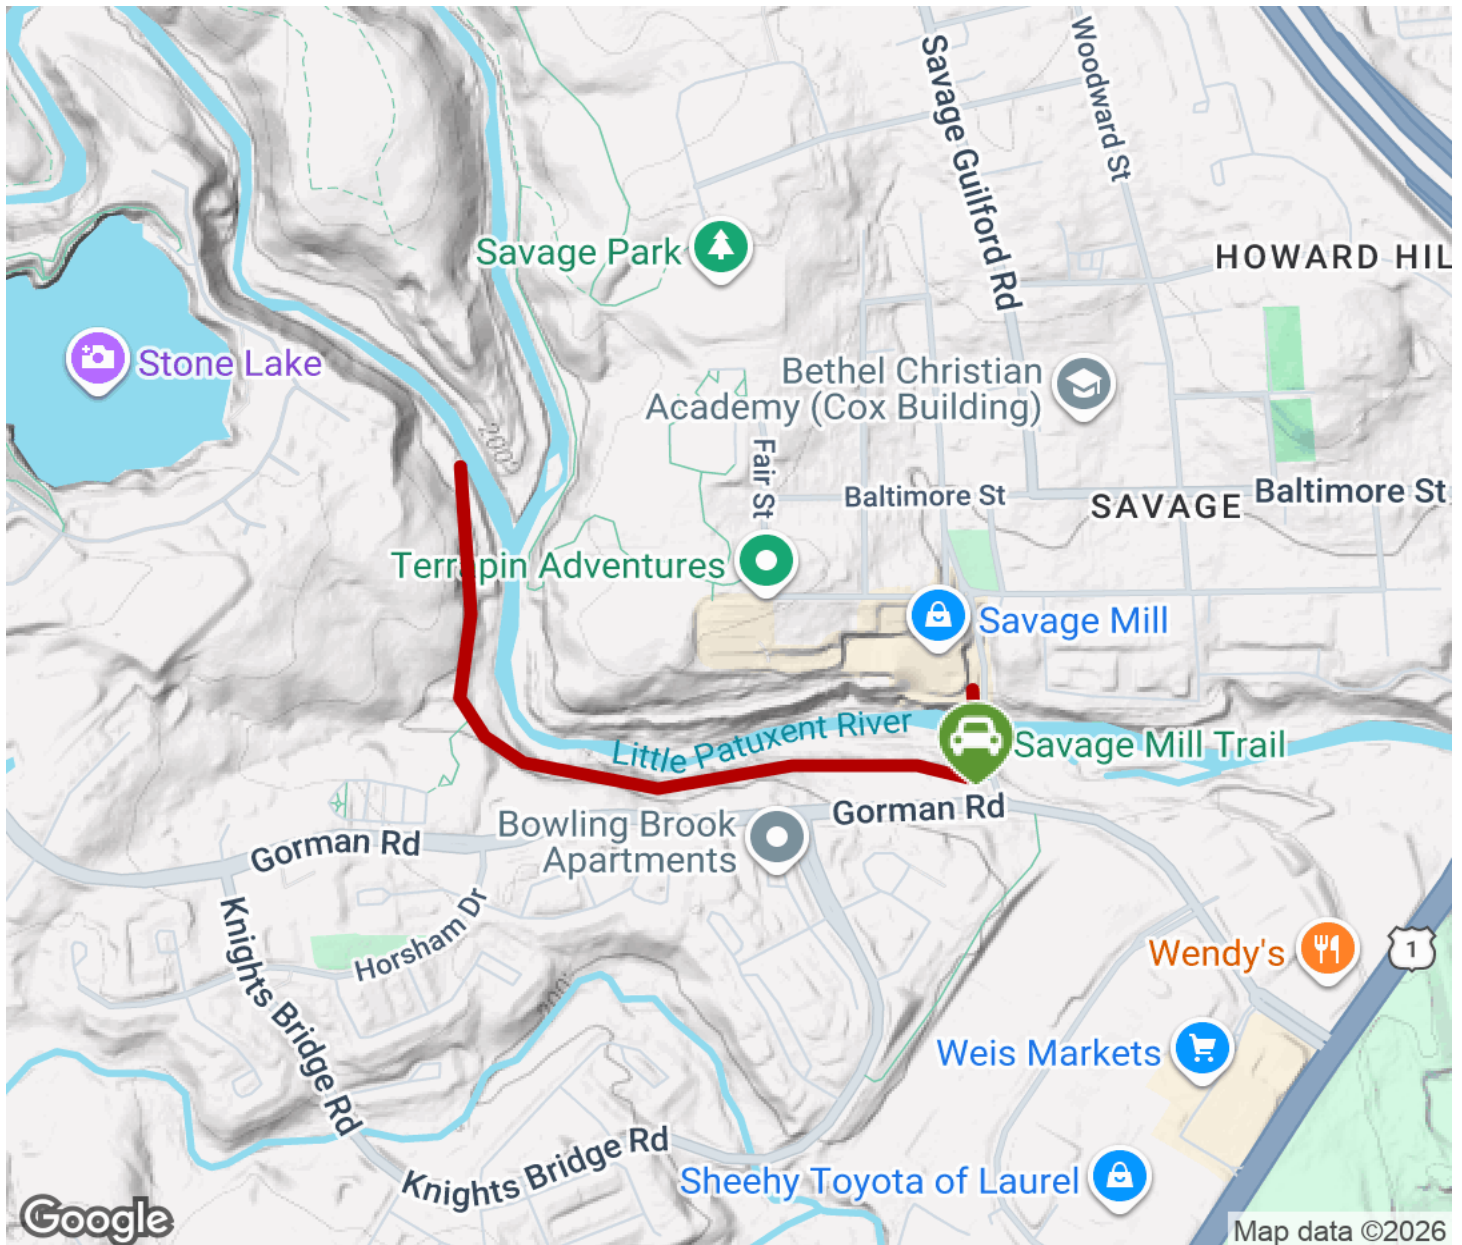 Savage Guilford Rd
Woodward St
Savage Park
HOWARD HIL
Stone Lake
Bethel Christian
Academy (Cox Building)
200
Fair St
Baltimore St
SAVAGE
Baltimore St
Terrapin Adventures
Savage Mill
Little Patuxent River
Savage Mill Trail
Gorman Rd
Bowling Brook
Apartments
Gorman Rd
Knights Bridge Rd
Horsham Dr
Wendy's
1
200
Weis Markets
Knights Bridge Rd
Sheehy Toyota of Laurel
Google
Map data ©2026